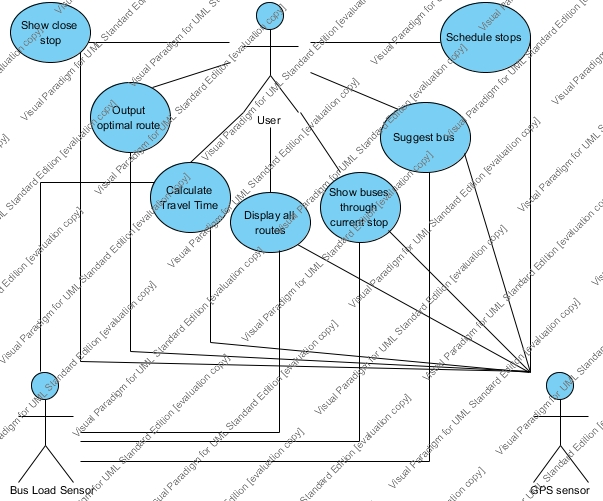 Show close
stop
Schedule stops
Output
optimal route
User
Suggest bus
Calculate
Travel Time
Display all
routes
Show buses
through
current stop
Bus Load Sensor
GPS sensor
Visual Paradigm for UML Standard Edition [evaluation copy]